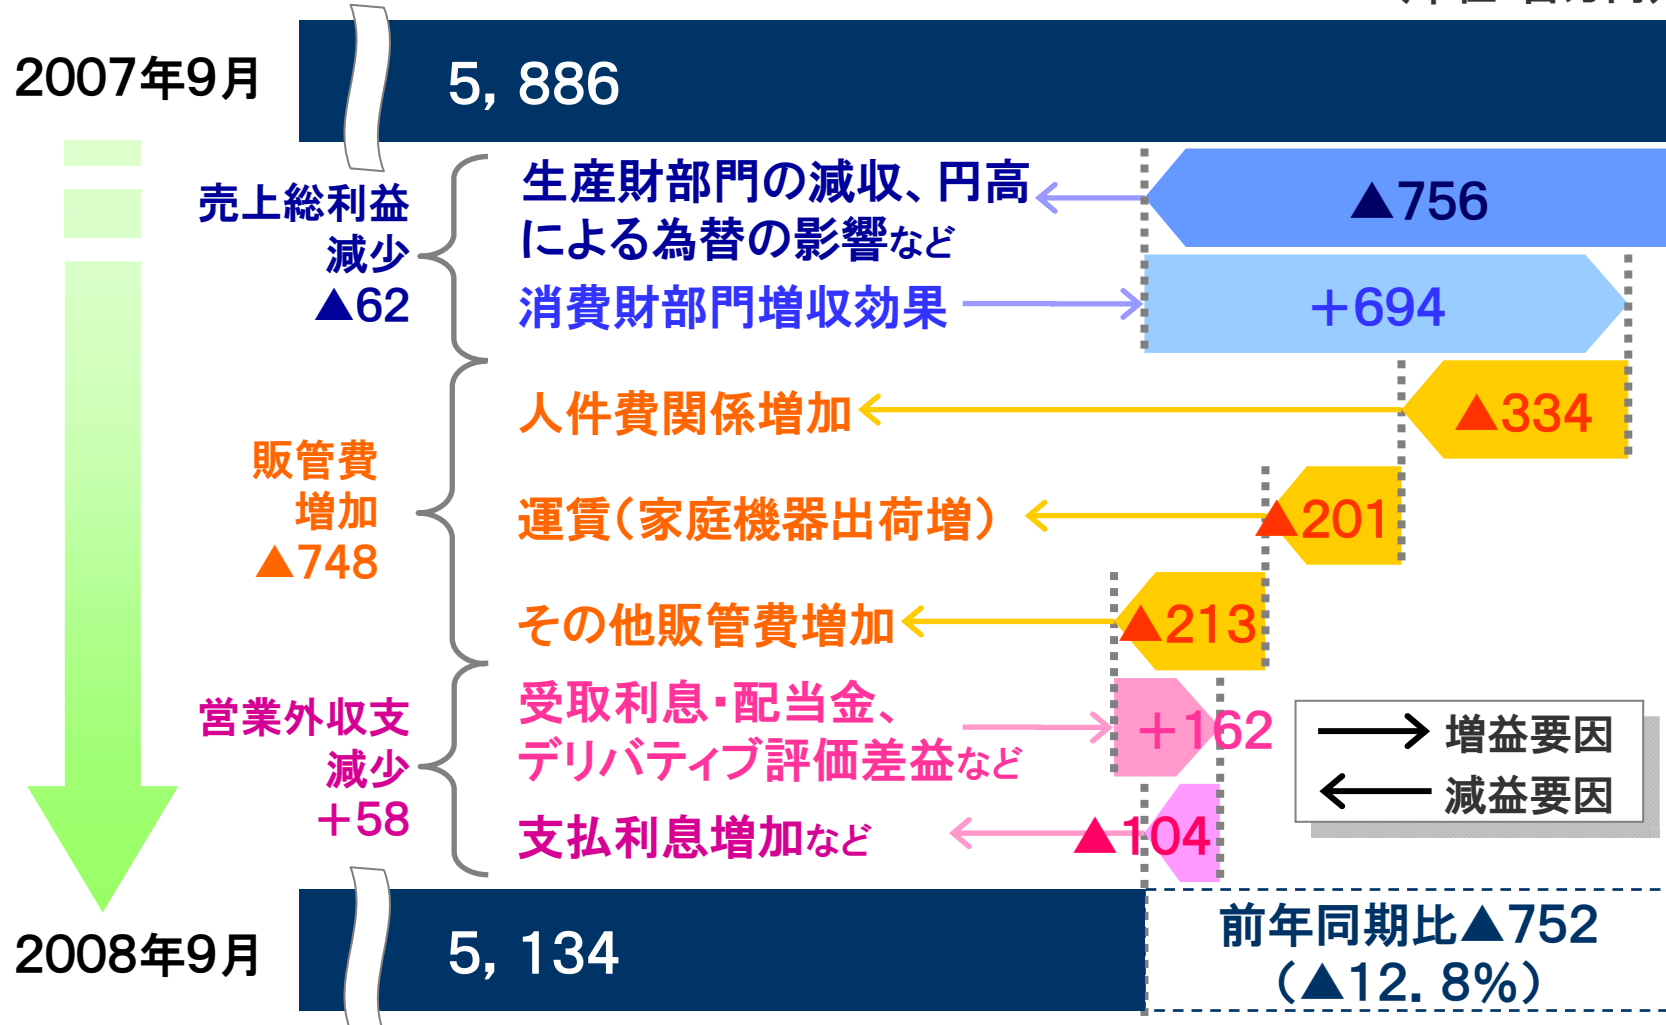 2007年9月
5, 886
売上総利益
減少
▲62
生産財部門の減収、円高
による為替の影響など
▲756
消費財部門増収効果
+694
販管費
増加
▲748
人件費関係増加
▲334
運賃(家庭機器出荷増)
▲201
その他販管費増加
▲213
営業外収支
減少
+58
受取利息・配当金、
デリバティブ評価差益など
+162
支払利息増加など
▲104
増益要因
減益要因
2008年9月
5, 134
前年同期比▲752
(▲12. 8%)